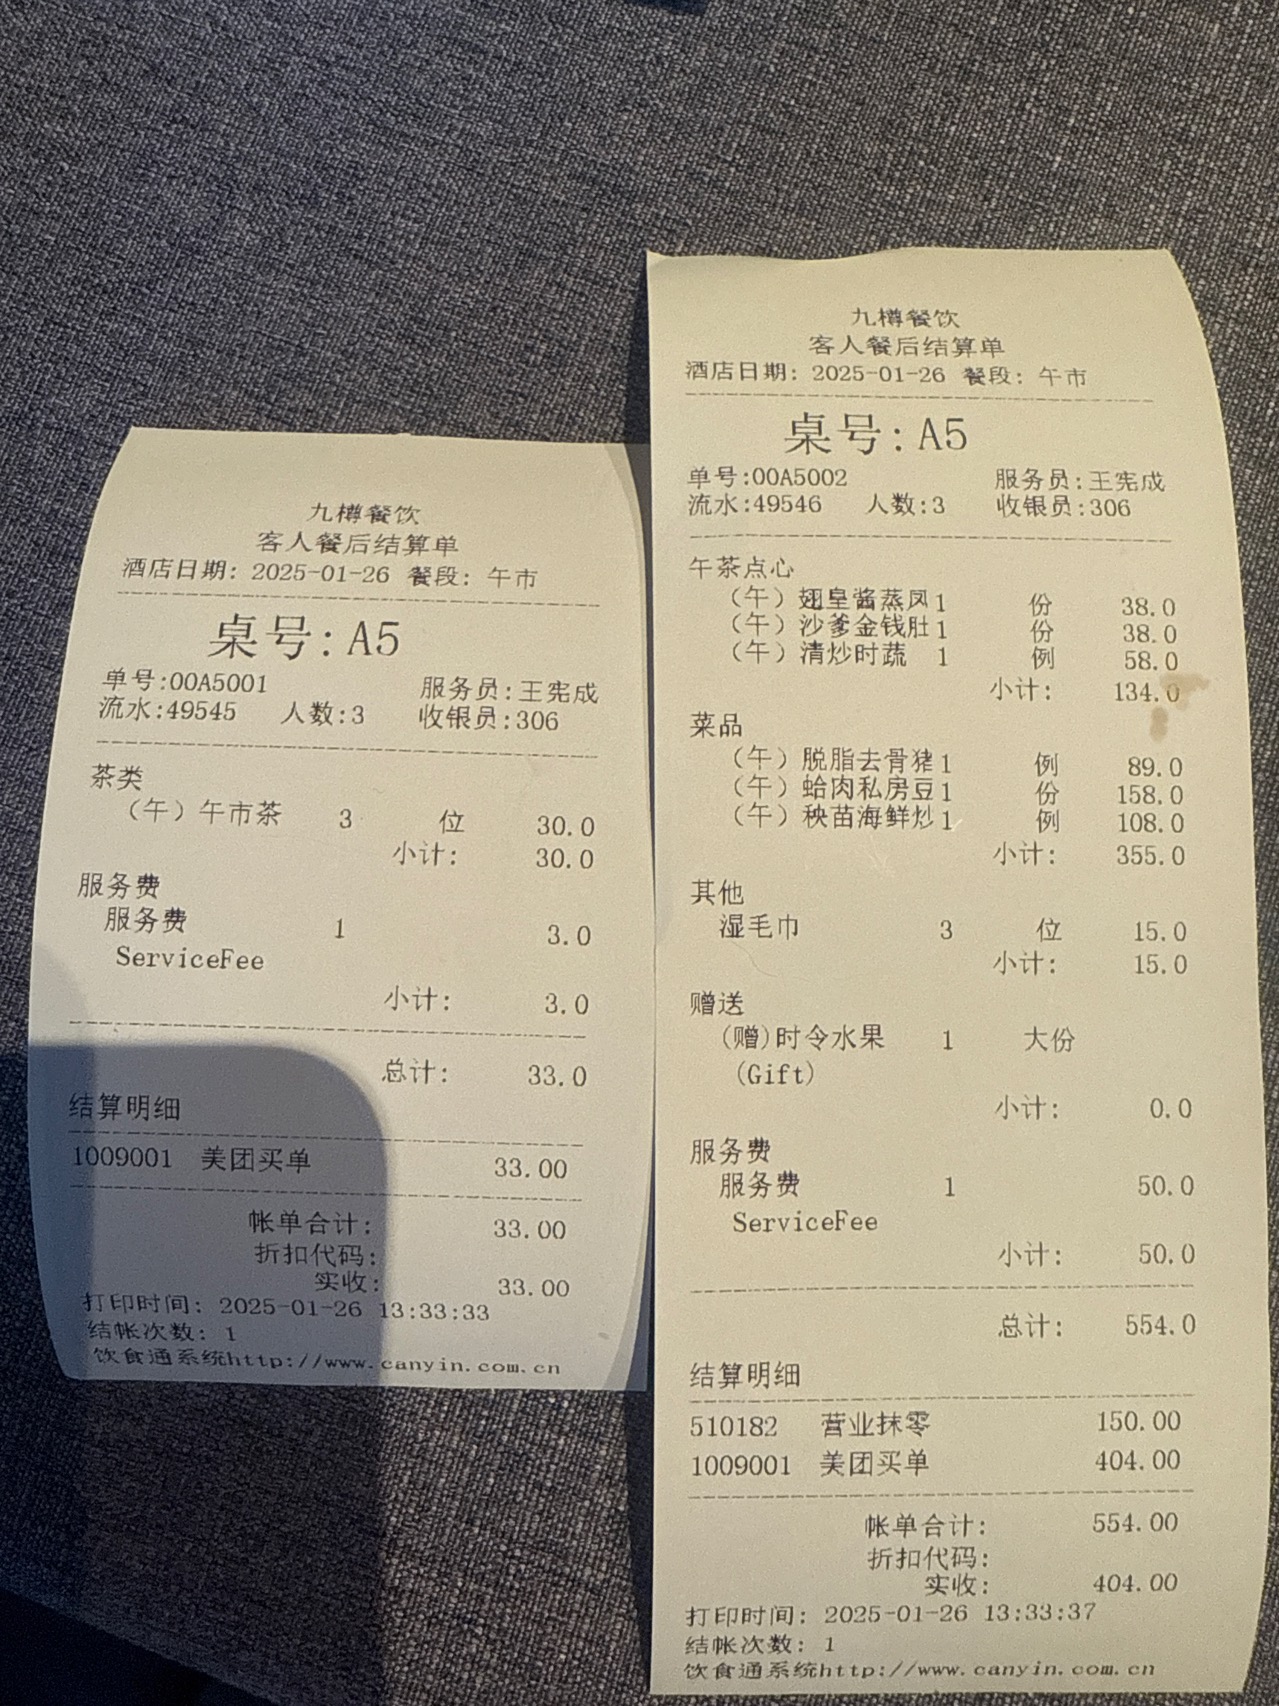 九樽餐饮
客人餐后结算单
酒店日期: 2025-01-26 餐段: 午市
桌号: A5
单号:00A5001 服务员:王宪成
流水:49545 人数:3 收银员:306
茶类
（午）午市茶 3 位 30.0
小计: 30.0
服务费
服务费 1 3.0
ServiceFee
小计: 3.0
总计: 33.0
结算明细
1009001 美团买单 33.00
帐单合计: 33.00
折扣代码:
实收: 33.00
打印时间: 2025-01-26 13:33:33
结帐次数: 1
饮食通系统http://www.canyin.com.cn
九樽餐饮
客人餐后结算单
酒店日期: 2025-01-26 餐段: 午市
桌号: A5
单号:00A5002 服务员:王宪成
流水:49546 人数:3 收银员:306
午茶点心
（午）翅皇酱蒸凤1 份 38.0
（午）沙爹金钱肚1 份 38.0
（午）清炒时蔬 1 例 58.0
小计: 134.0
菜品
（午）脱脂去骨猪1 例 89.0
（午）蛤肉私房豆1 份 158.0
（午）秧苗海鲜炒1 例 108.0
小计: 355.0
其他
湿毛巾 3 位 15.0
小计: 15.0
赠送
(赠)时令水果 1 大份
(Gift)
小计: 0.0
服务费
服务费 1 50.0
ServiceFee
小计: 50.0
总计: 554.0
结算明细
510182 营业抹零 150.00
1009001 美团买单 404.00
帐单合计: 554.00
折扣代码:
实收: 404.00
打印时间: 2025-01-26 13:33:37
结帐次数: 1
饮食通系统http://www.canyin.com.cn